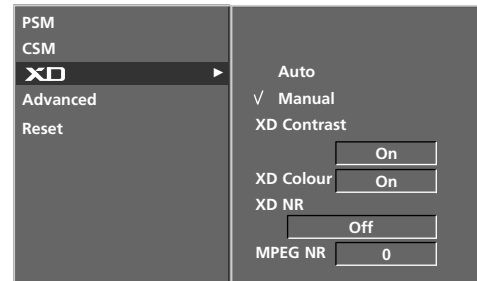 PSM
CSM
XD
Advanced
Reset
Auto
√ Manual
XD Contrast
On
XD Colour On
XD NR
Off
MPEG NR 0